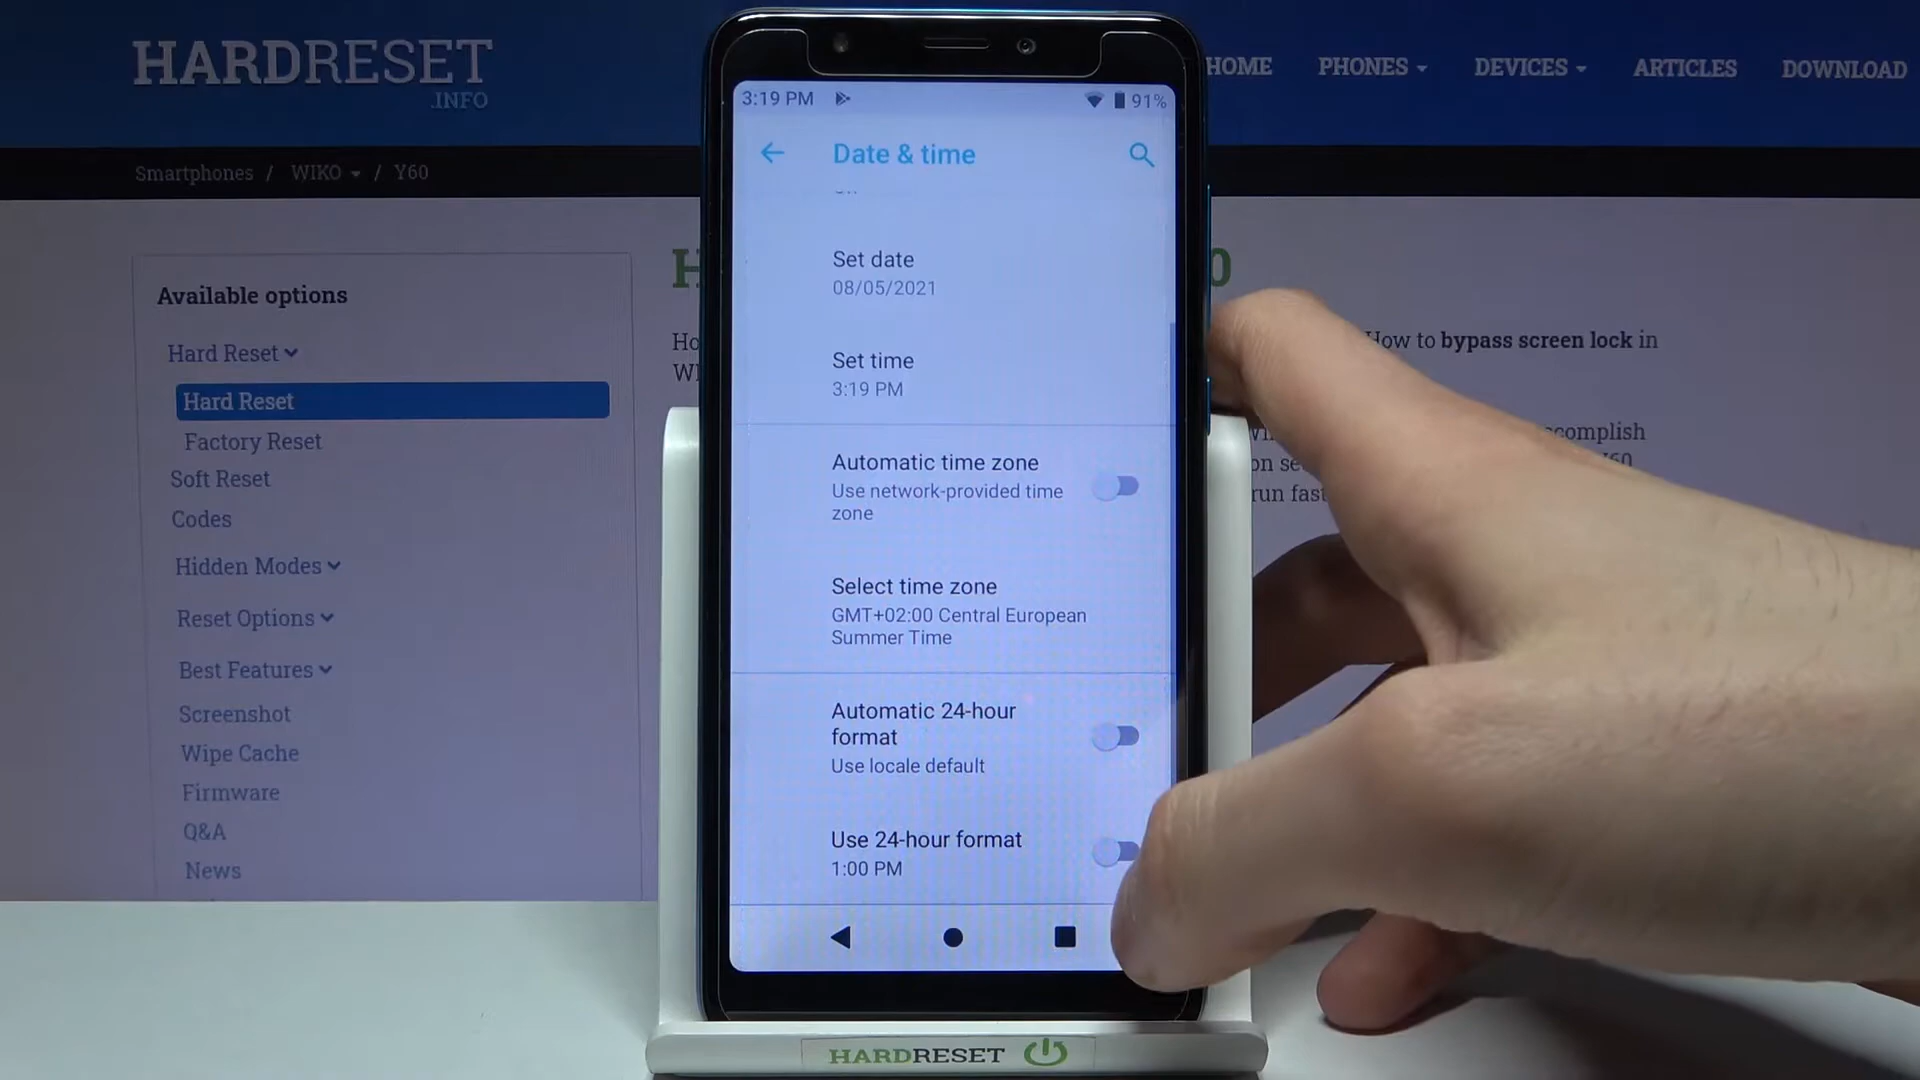 HARDRESET
.INFO
HOME PHONES DEVICES ARTICLES DOWNLOAD
Smartphones / WIKO / Y60
Available options
Hard Reset
Hard Reset
Factory Reset
Soft Reset
Codes
Hidden Modes
Reset Options
Best Features
Screenshot
Wipe Cache
Firmware
Q&A
News
3:19 PM 91%
Date & time
Set date
08/05/2021
Set time
3:19 PM
Automatic time zone
Use network-provided time
zone
Select time zone
GMT+02:00 Central European
Summer Time
Automatic 24-hour
format
Use locale default
Use 24-hour format
1:00 PM
How to bypass screen lock in
HARDRESET